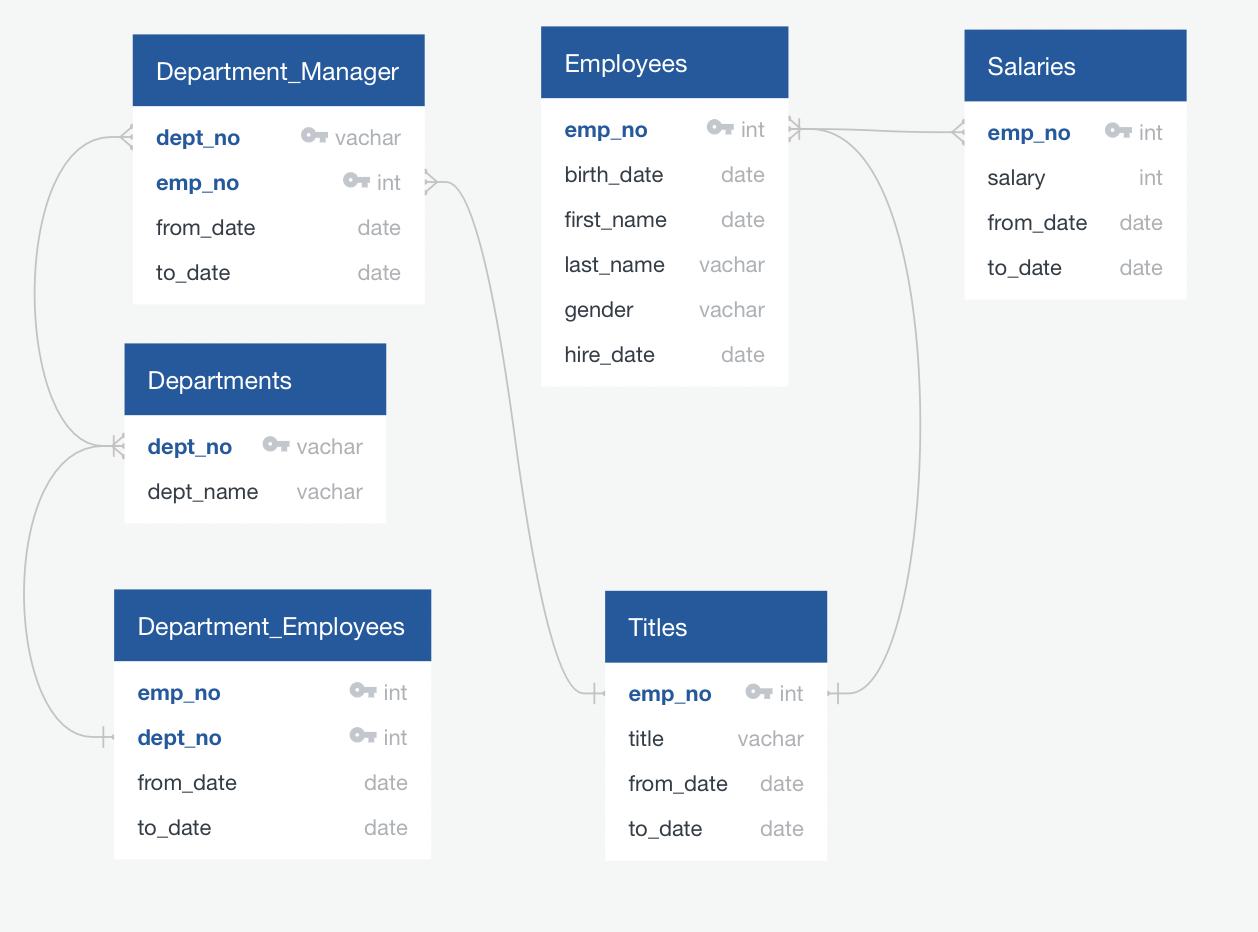 Department_Manager
dept_no vachar
emp_no int
from_date date
to_date date
Employees
emp_no int
birth_date date
first_name date
last_name vachar
gender vachar
hire_date date
Salaries
emp_no int
salary int
from_date date
to_date date
Departments
dept_no vachar
dept_name vachar
Department_Employees
emp_no int
dept_no int
from_date date
to_date date
Titles
emp_no int
title vachar
from_date date
to_date date